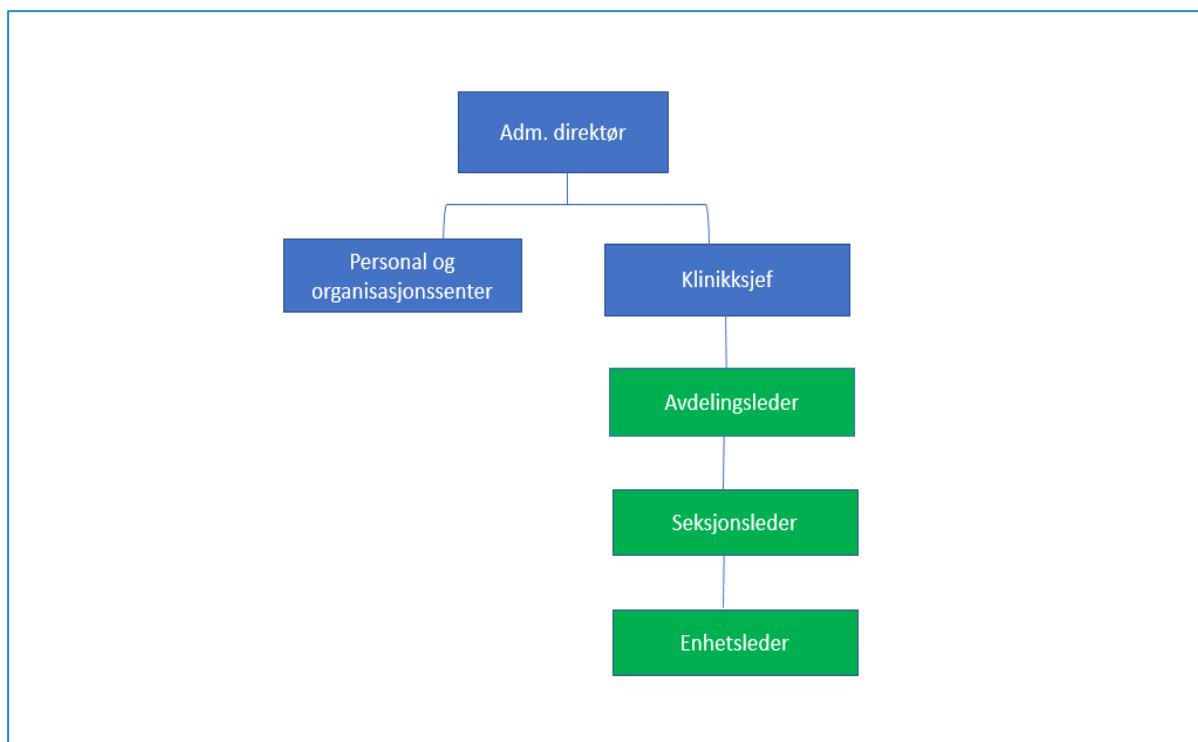 Adm. direktør
Personal og
organisasjonssenter
Klinikksjef
Avdelingsleder
Seksjonsleder
Enhetsleder